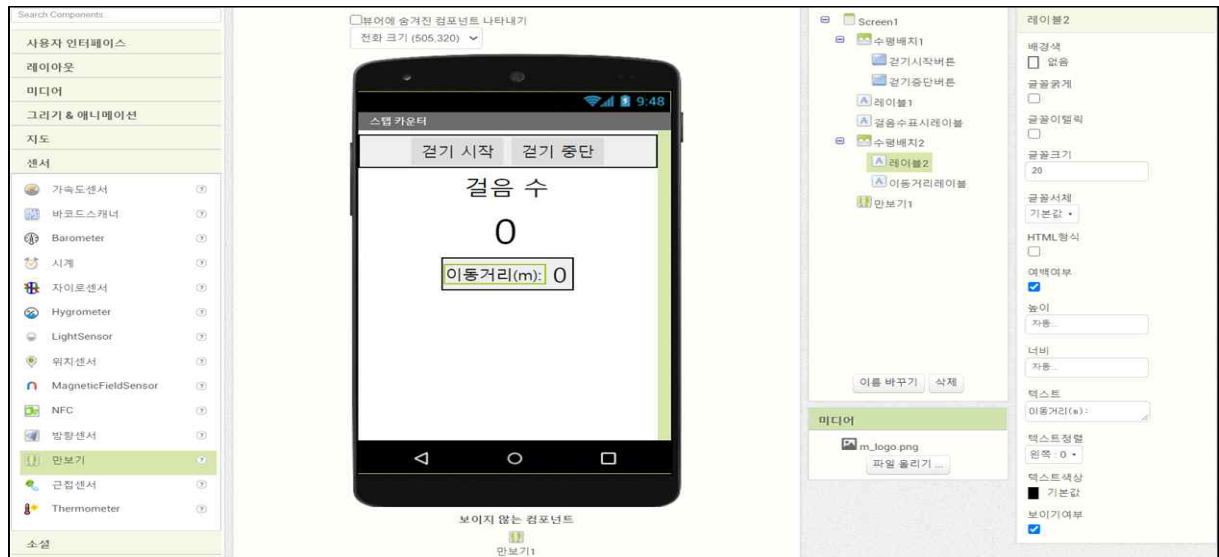 Search Components...
사용자 인터페이스
레이아웃
미디어
그리기 & 애니메이션
지도
센서
가속도센서
바코드스캐너
Barometer
시계
자이로센서
Hygrometer
LightSensor
위치센서
MagneticFieldSensor
NFC
방향센서
만보기
근접센서
Thermometer
소셜
뷰어에 숨겨진 컴포넌트 나타내기
전화 크기 (505,320)
9:48
스텝 카운터
걷기 시작 걷기 중단
걸음 수
0
이동거리(m): 0
보이지 않는 컴포넌트
만보기1
Screen1
수평배치1
걷기시작버튼
걷기중단버튼
레이블1
걸음수표시레이블
수평배치2
레이블2
이동거리레이블
만보기1
이름 바꾸기 삭제
미디어
m_logo.png
파일 올리기 ...
레이블2
배경색
없음
글꼴굵게
글꼴이탤릭
글꼴크기
20
글꼴서체
기본값
HTML형식
여백여부
높이
자동...
너비
자동...
텍스트
이동거리(m):
텍스트정렬
왼쪽 : 0
텍스트색상
기본값
보이기여부